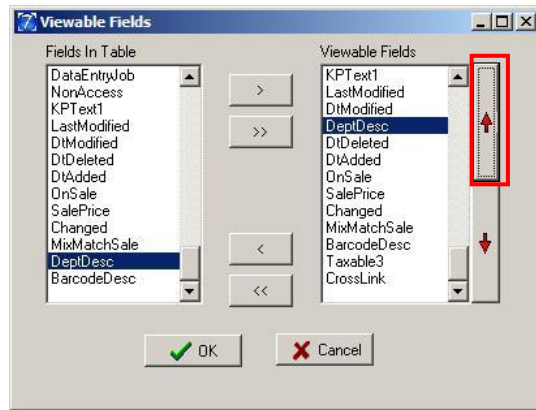 Viewable Fields
Fields In Table
DataEntryJob
NonAccess
KPText1
LastModified
DtModified
DtDeleted
DtAdded
OnSale
SalePrice
Changed
MixMatchSale
DeptDesc
BarcodeDesc
>
>>
<
<<
Viewable Fields
KPText1
LastModified
DtModified
DeptDesc
DtDeleted
DtAdded
OnSale
SalePrice
Changed
MixMatchSale
BarcodeDesc
Taxable3
CrossLink
OK
Cancel